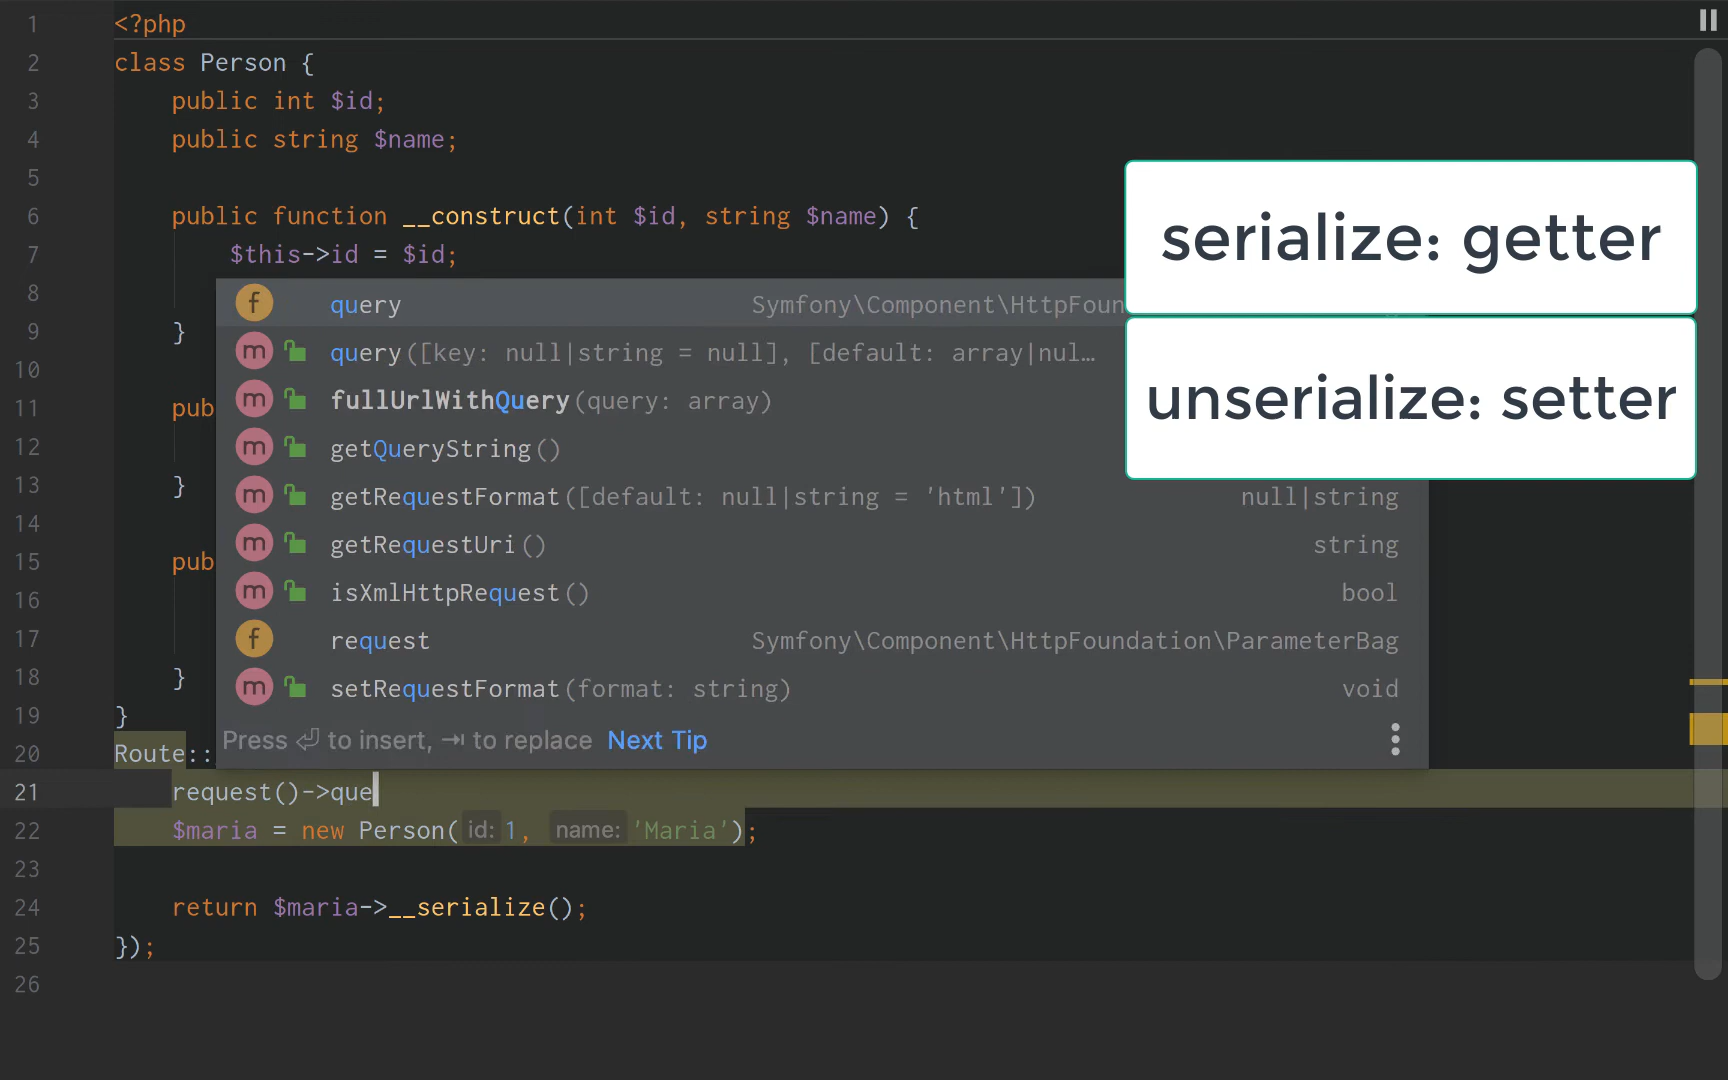 1 <?php
2 class Person {
3 public int $id;
4 public string $name;
5
6 public function __construct(int $id, string $name) {
7 $this->id = $id;
8
9 }
10
11 pub
12
13 }
14
15 pub
16
17
18 }
19 }
20 Route::
21 request()->que
22 $maria = new Person( id: 1, name: 'Maria');
23
24 return $maria->__serialize();
25 });
26
f query Symfony\Component\HttpFoun
m query([key: null|string = null], [default: array|nul…
m fullUrlWithQuery(query: array)
m getQueryString()
m getRequestFormat([default: null|string = 'html']) null|string
m getRequestUri() string
m isXmlHttpRequest() bool
f request Symfony\Component\HttpFoundation\ParameterBag
m setRequestFormat(format: string) void
Press ⏎ to insert, ⇥ to replace Next Tip
serialize: getter
unserialize: setter